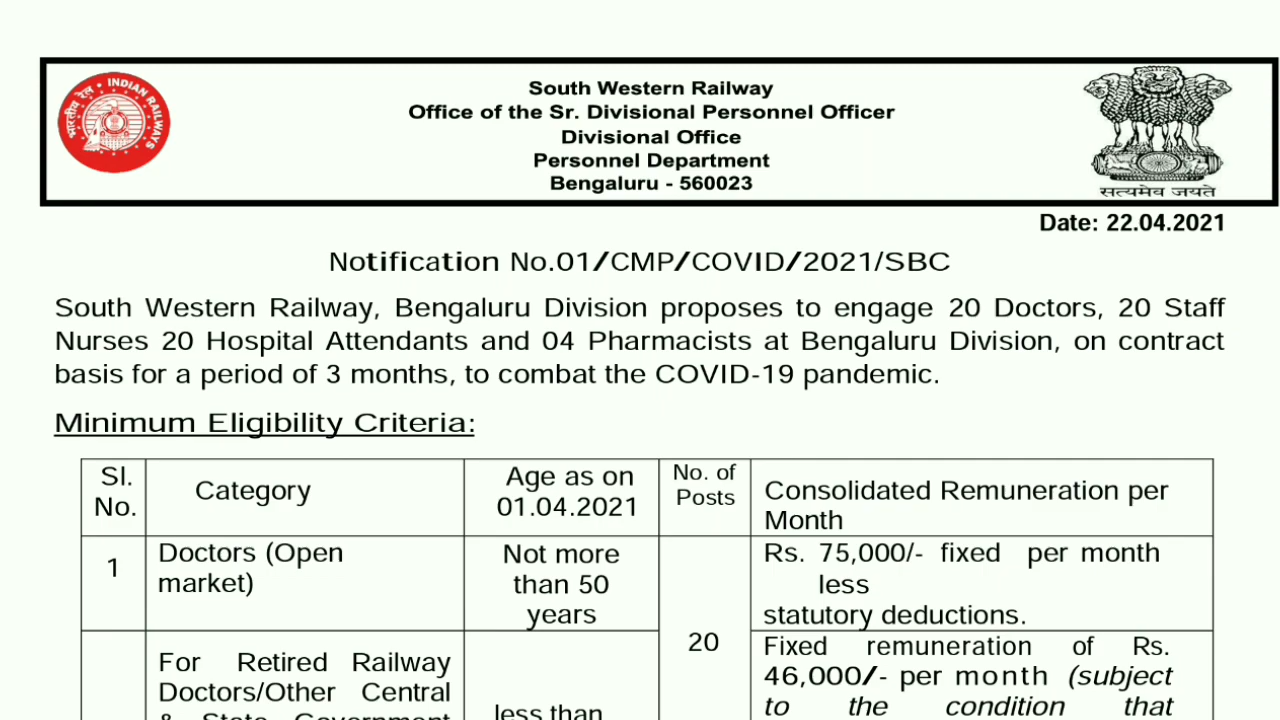 INDIAN RAILWAYS
भारतीय रेल
South Western Railway
Office of the Sr. Divisional Personnel Officer
Divisional Office
Personnel Department
Bengaluru - 560023
सत्यमेव जयते
Date: 22.04.2021
Notification No.01/CMP/COVID/2021/SBC
South Western Railway, Bengaluru Division proposes to engage 20 Doctors, 20 Staff
Nurses 20 Hospital Attendants and 04 Pharmacists at Bengaluru Division, on contract
basis for a period of 3 months, to combat the COVID-19 pandemic.
Minimum Eligibility Criteria:
Sl.
No.
Category
Age as on
01.04.2021
No. of
Posts
Consolidated Remuneration per
Month
1
Doctors (Open
market)
Not more
than 50
years
20
Rs. 75,000/- fixed per month
less
statutory deductions.
For Retired Railway
Doctors/Other Central
& State Government
less than
Fixed remuneration of Rs.
46,000/- per month (subject
to the condition that